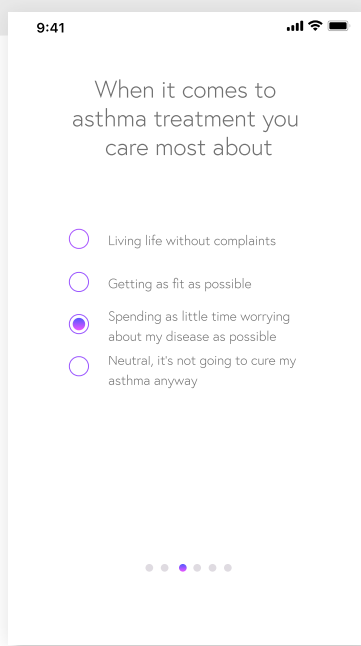 9:41
When it comes to
asthma treatment you
care most about
Living life without complaints
Getting as fit as possible
Spending as little time worrying
about my disease as possible
Neutral, it's not going to cure my
asthma anyway